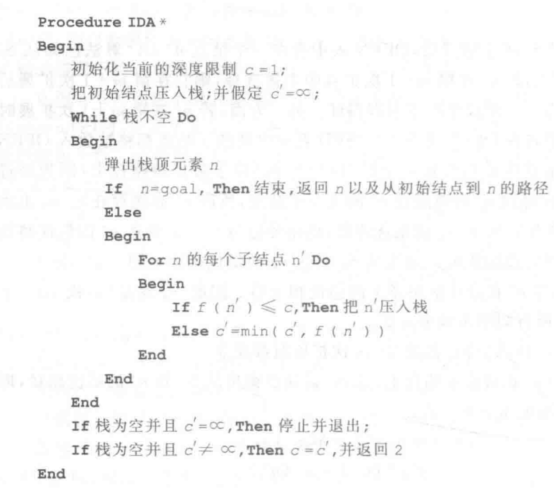 Procedure IDA*
Begin
初始化当前的深度限制 c=1;
把初始结点压入栈;并假定 c′=∝;
While 栈不空 Do
Begin
弹出栈顶元素 n
If n=goal, Then 结束,返回 n以及从初始结点到 n的路径
Else
Begin
For n 的每个子结点 n′ Do
Begin
If f(n′)≤ c,Then 把 n′压入栈
Else c′=min(c′, f(n′))
End
End
End
If 栈为空并且 c′=∝,Then 停止并退出;
If 栈为空并且 c′≠ ∝,Then c=c′,并返回 2
End